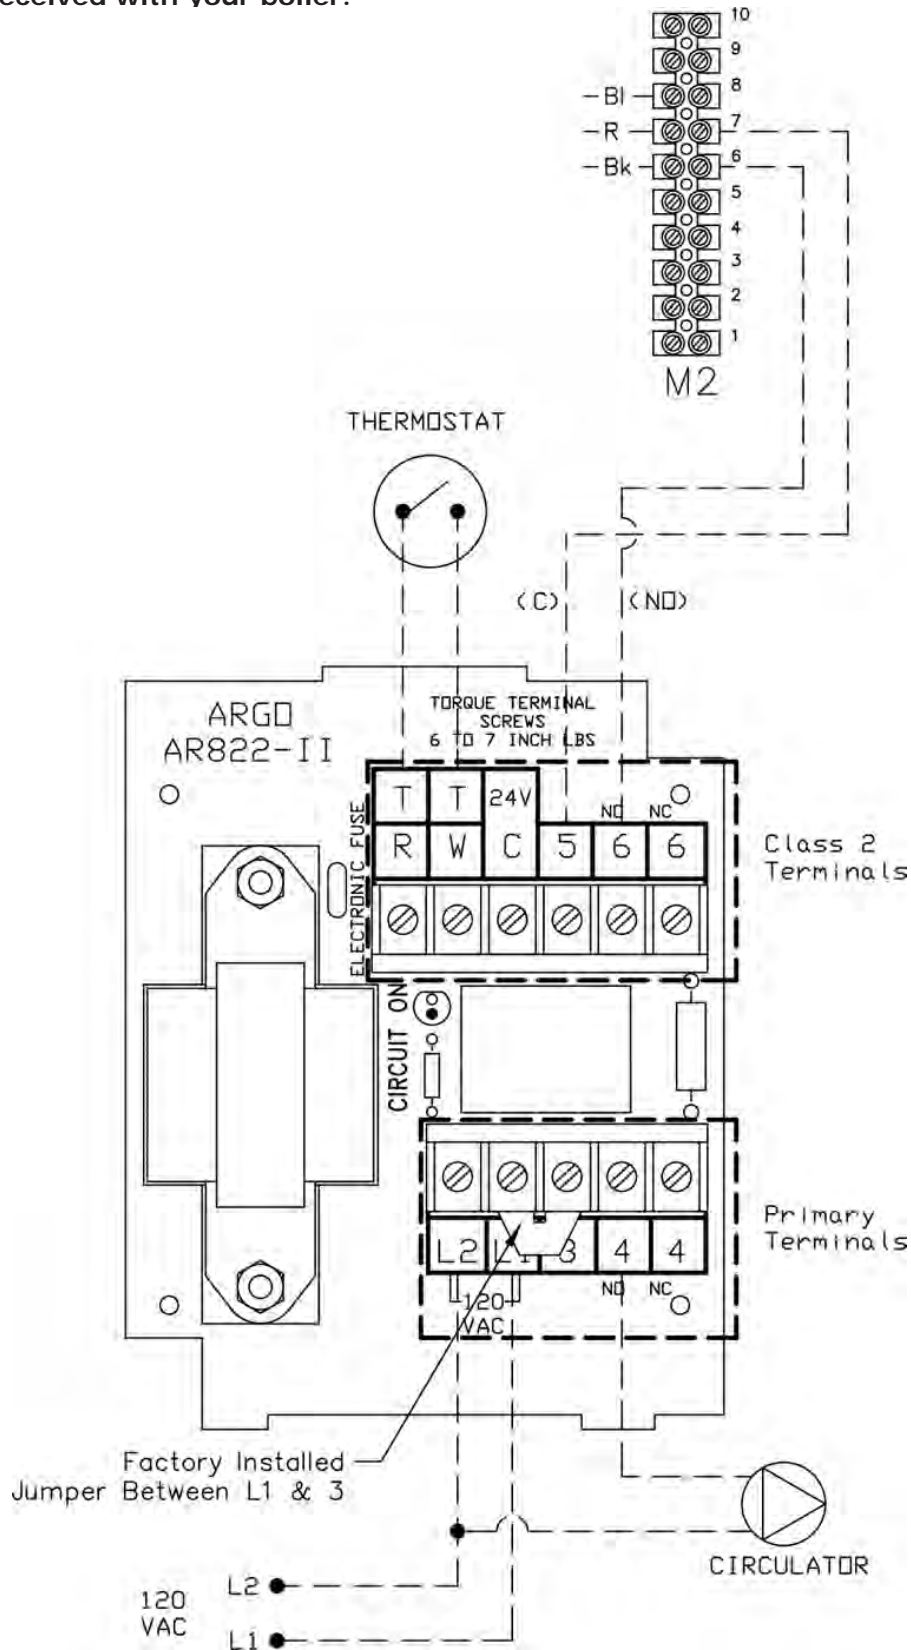 eceived with your boiler.
10
9
Bl 8
R 7
Bk 6
5
4
3
2
1
M2
THERMOSTAT
(C) (NO)
ARGO
AR822-II
TORQUE TERMINAL
SCREWS
6 TO 7 INCH LBS
T T 24V
NO NC
R W C 5 6 6
ELECTRONIC FUSE
Class 2
Terminals
CIRCUIT ON
L2 L1 3 4 4
NO NC
120
VAC
Primary
Terminals
Factory Installed
Jumper Between L1 & 3
CIRCULATOR
120
VAC
L2
L1